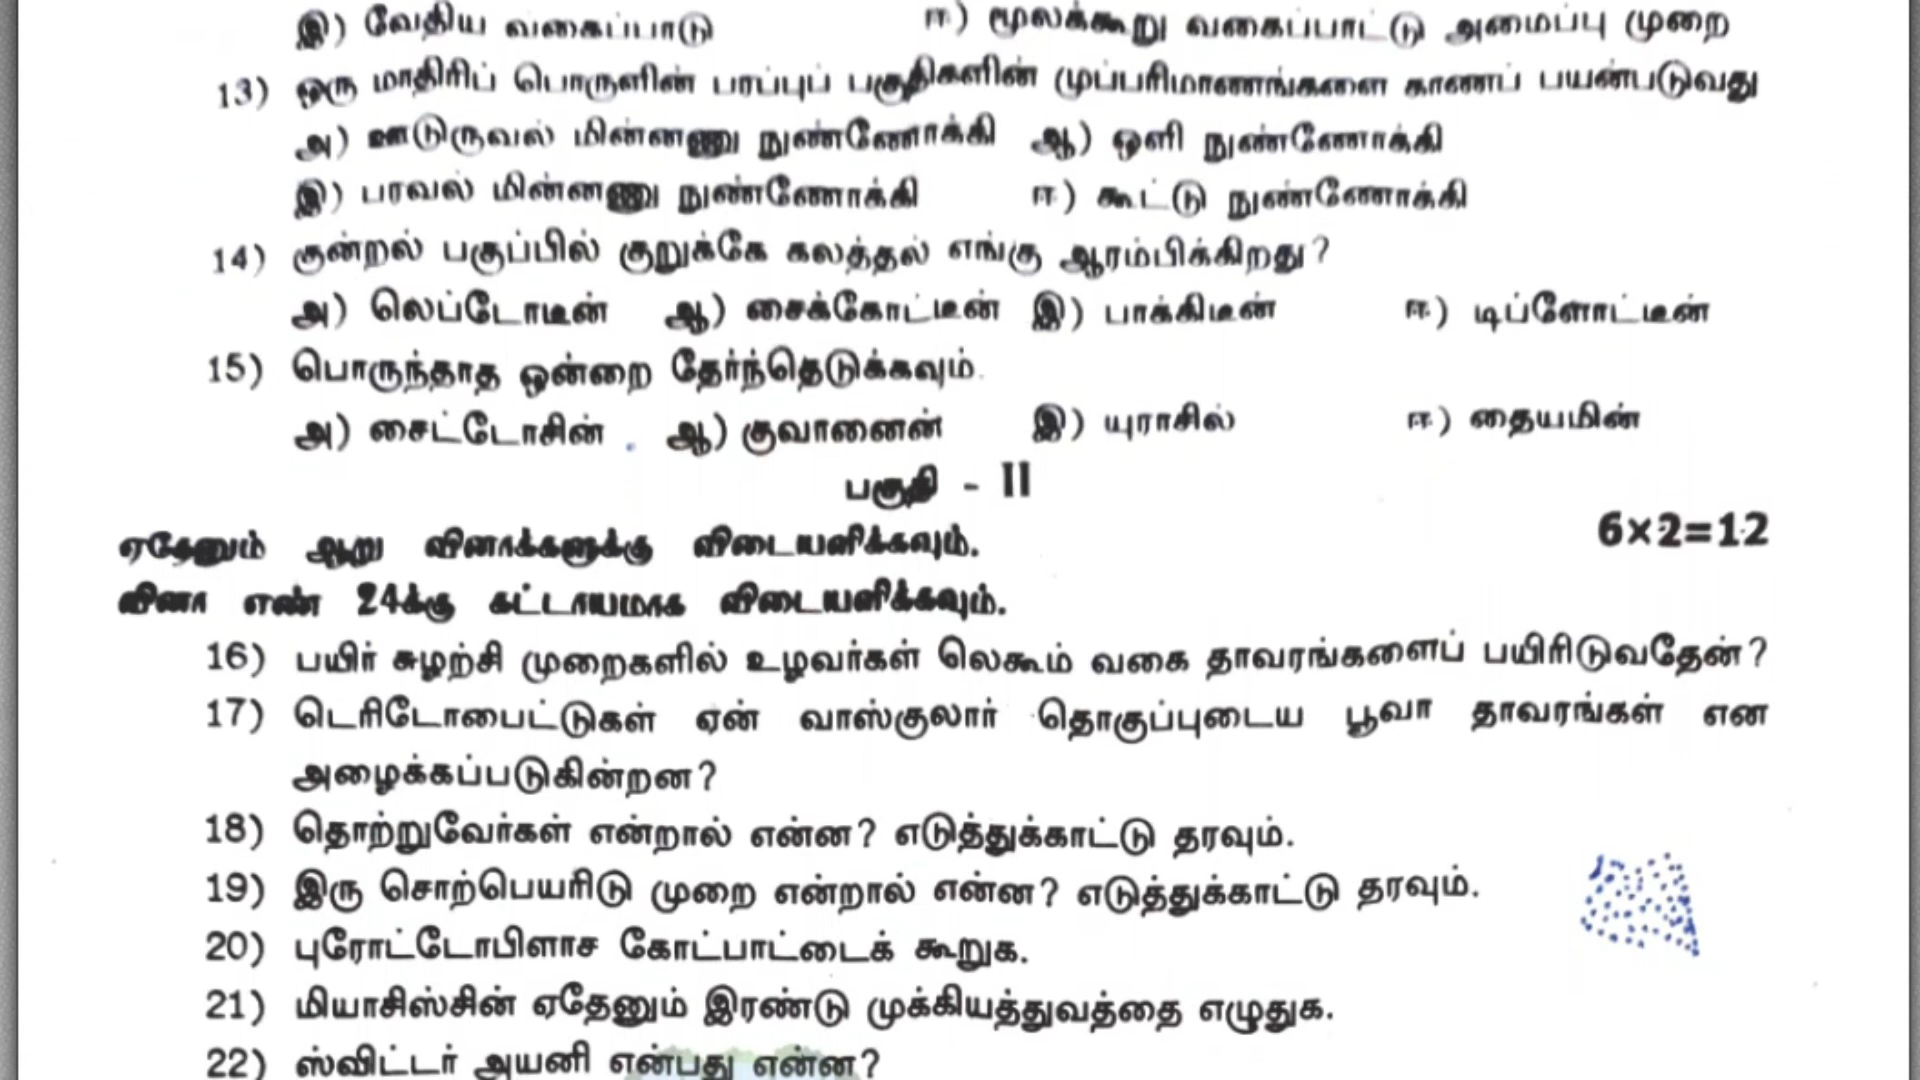 இ) வேதிய வகைப்பாடு ஈ) மூலக்கூறு வகைப்பாட்டு அமைப்பு முறை
13) ஒரு மாதிரிப் பொருளின் பரப்புப் பகுதிகளின் முப்பரிமாணங்களை காணப் பயன்படுவது
அ) ஊடுருவல் மின்னணு நுண்ணோக்கி ஆ) ஒளி நுண்ணோக்கி
இ) பரவல் மின்னணு நுண்ணோக்கி ஈ) கூட்டு நுண்ணோக்கி
14) குன்றல் பகுப்பில் குறுக்கே கலத்தல் எங்கு ஆரம்பிக்கிறது?
அ) லெப்டோடீன் ஆ) சைக்கோட்டீன் இ) பாக்கிடீன் ஈ) டிப்ளோட்டீன்
15) பொருந்தாத ஒன்றை தேர்ந்தெடுக்கவும்.
அ) சைட்டோசின் ஆ) குவானைன் இ) யுராசில் ஈ) தையமின்
பகுதி - II
6×2=12
ஏதேனும் ஆறு வினாக்களுக்கு விடையளிக்கவும்.
வினா எண் 24க்கு கட்டாயமாக விடையளிக்கவும்.
16) பயிர் சுழற்சி முறைகளில் உழவர்கள் லெகூம் வகை தாவரங்களைப் பயிரிடுவதேன்?
17) டெரிடோபைட்டுகள் ஏன் வாஸ்குலார் தொகுப்புடைய பூவா தாவரங்கள் என
அழைக்கப்படுகின்றன?
18) தொற்றுவேர்கள் என்றால் என்ன? எடுத்துக்காட்டு தரவும்.
19) இரு சொற்பெயரிடு முறை என்றால் என்ன? எடுத்துக்காட்டு தரவும்.
20) புரோட்டோபிளாச கோட்பாட்டைக் கூறுக.
21) மியாசிஸ்சின் ஏதேனும் இரண்டு முக்கியத்துவத்தை எழுதுக.
22) ஸ்விட்டர் அயனி என்பது என்ன?